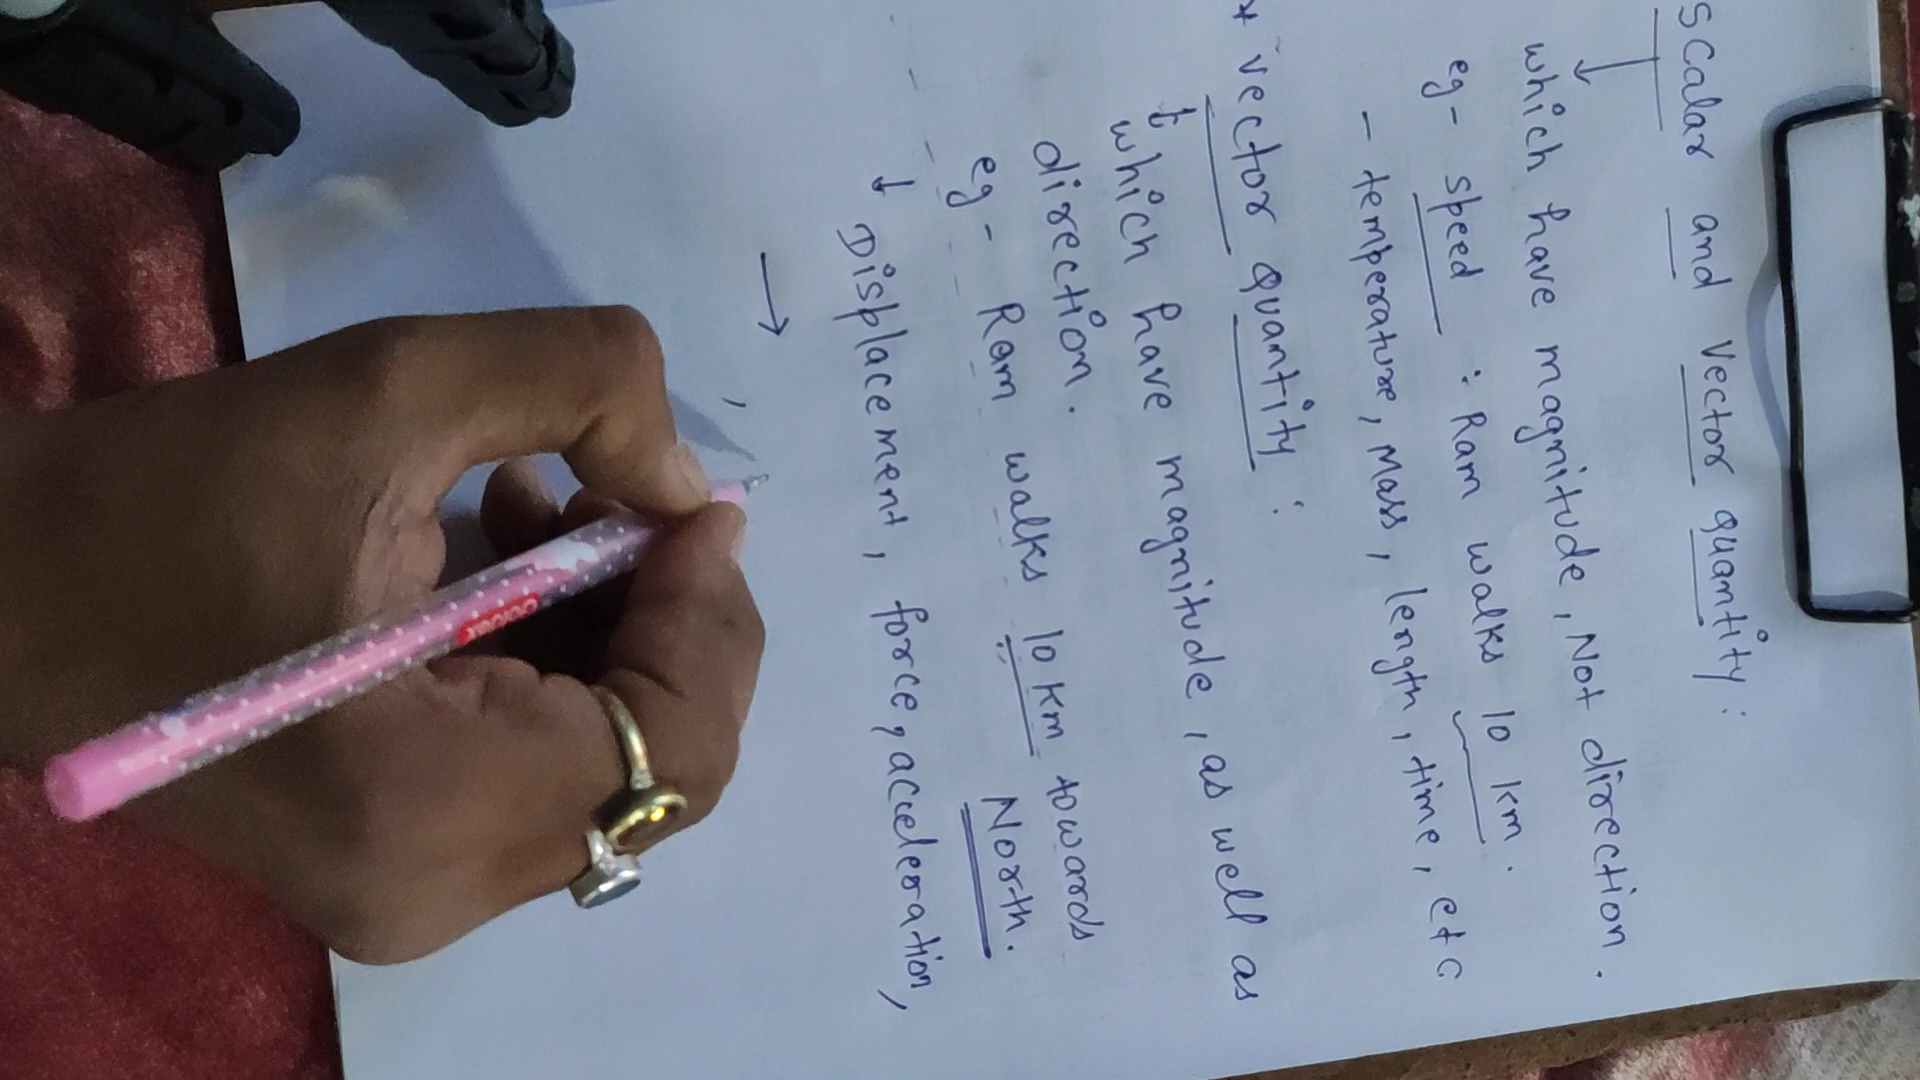 Scalar and Vector quantity :
↓
which have magnitude, Not direction.
eg - speed : Ram walks 10 km.
- temperature, Mass, length, time, etc
* vector quantity :
↓
which have magnitude, as well as
direction.
eg - Ram walks 10 km towards
North.
↓ Displacement, force, acceleration,
→